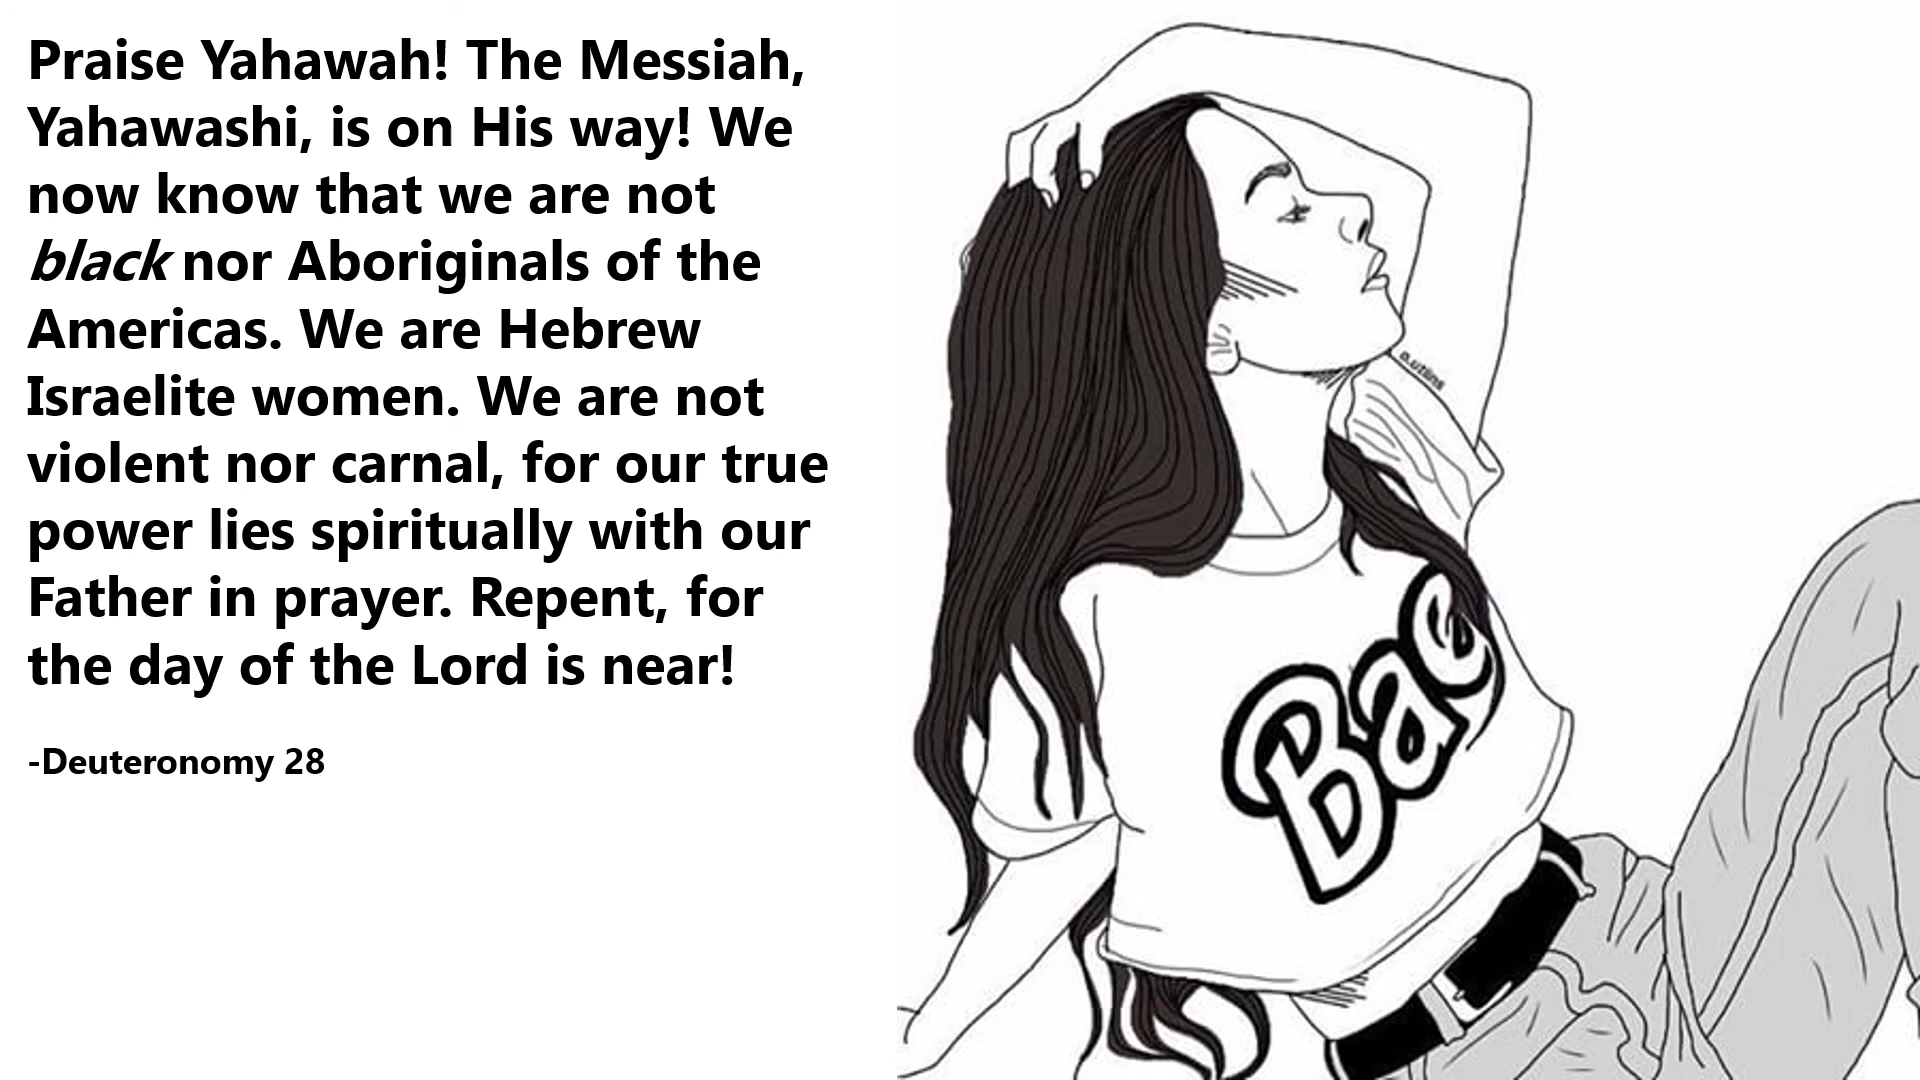 Praise Yahawah! The Messiah,
Yahawashi, is on His way! We
now know that we are not
black nor Aboriginals of the
Americas. We are Hebrew
Israelite women. We are not
violent nor carnal, for our true
power lies spiritually with our
Father in prayer. Repent, for
the day of the Lord is near!
-Deuteronomy 28
a.utlins
Bae